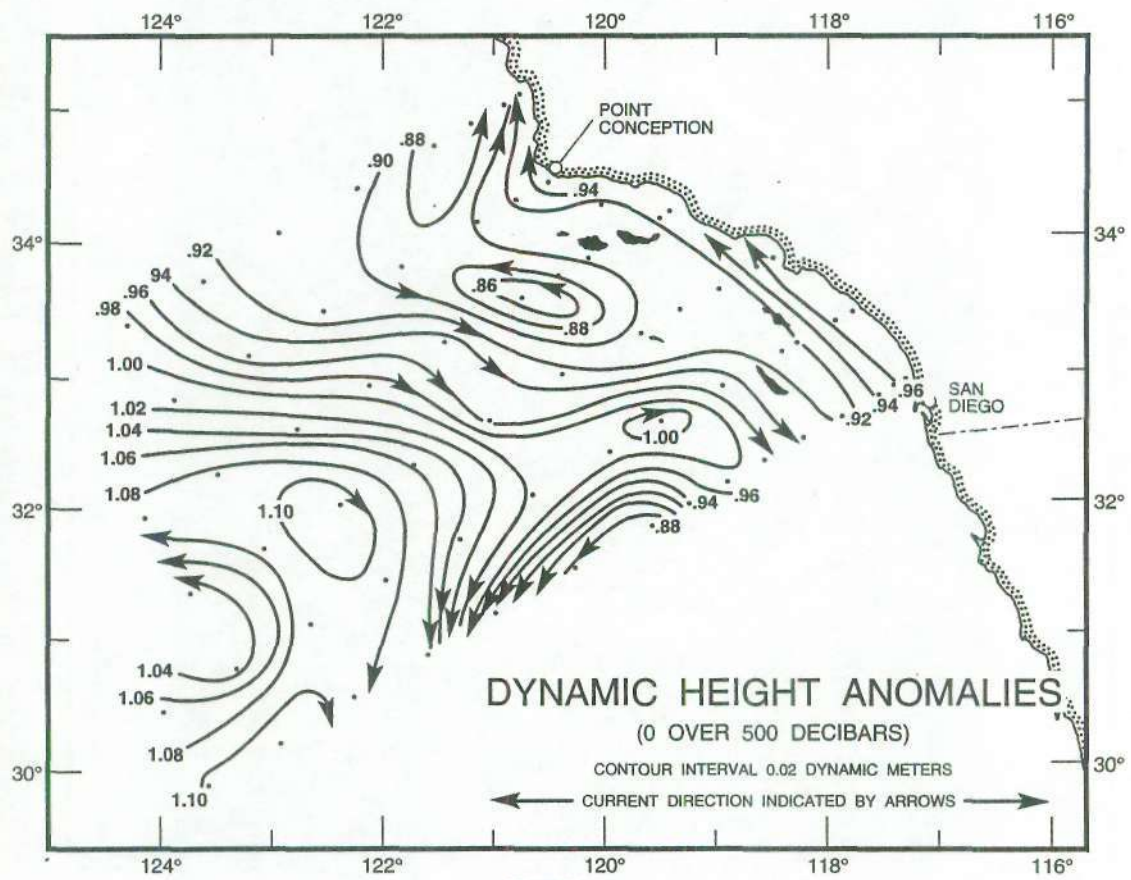 124° 122° 120° 118° 116°
POINT
CONCEPTION
.88
.90
.94
34° 34°
.92
.94
.96
.98
.86
.88
1.00
.96
.94
.92
SAN
DIEGO
1.02
1.04
1.06
1.08
1.00
.96
.94
.88
32° 32°
1.10
1.04
1.06
1.08
1.10
DYNAMIC HEIGHT ANOMALIES
(0 OVER 500 DECIBARS)
CONTOUR INTERVAL 0.02 DYNAMIC METERS
CURRENT DIRECTION INDICATED BY ARROWS
30° 30°
124° 122° 120° 118° 116°